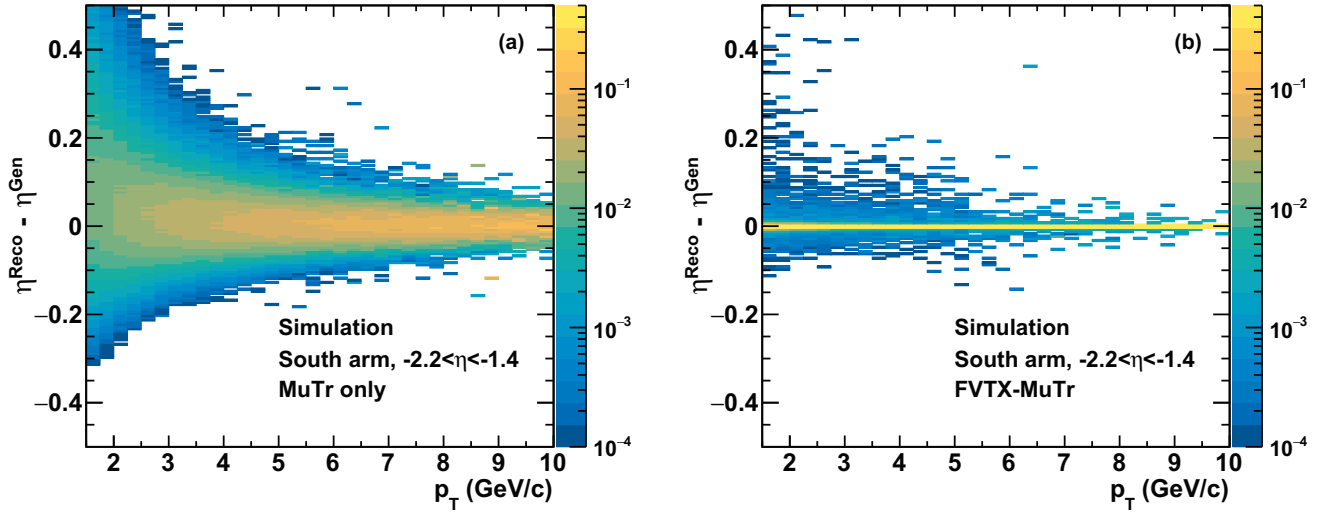 (a)
0.4
0.2
0
−0.2
−0.4
η^Reco - η^Gen
Simulation
South arm, -2.2<η<-1.4
MuTr only
2 3 4 5 6 7 8 9 10
p_T (GeV/c)
10^−1
10^−2
10^−3
10^−4
(b)
0.4
0.2
0
−0.2
−0.4
η^Reco - η^Gen
Simulation
South arm, -2.2<η<-1.4
FVTX-MuTr
2 3 4 5 6 7 8 9 10
p_T (GeV/c)
10^−1
10^−2
10^−3
10^−4